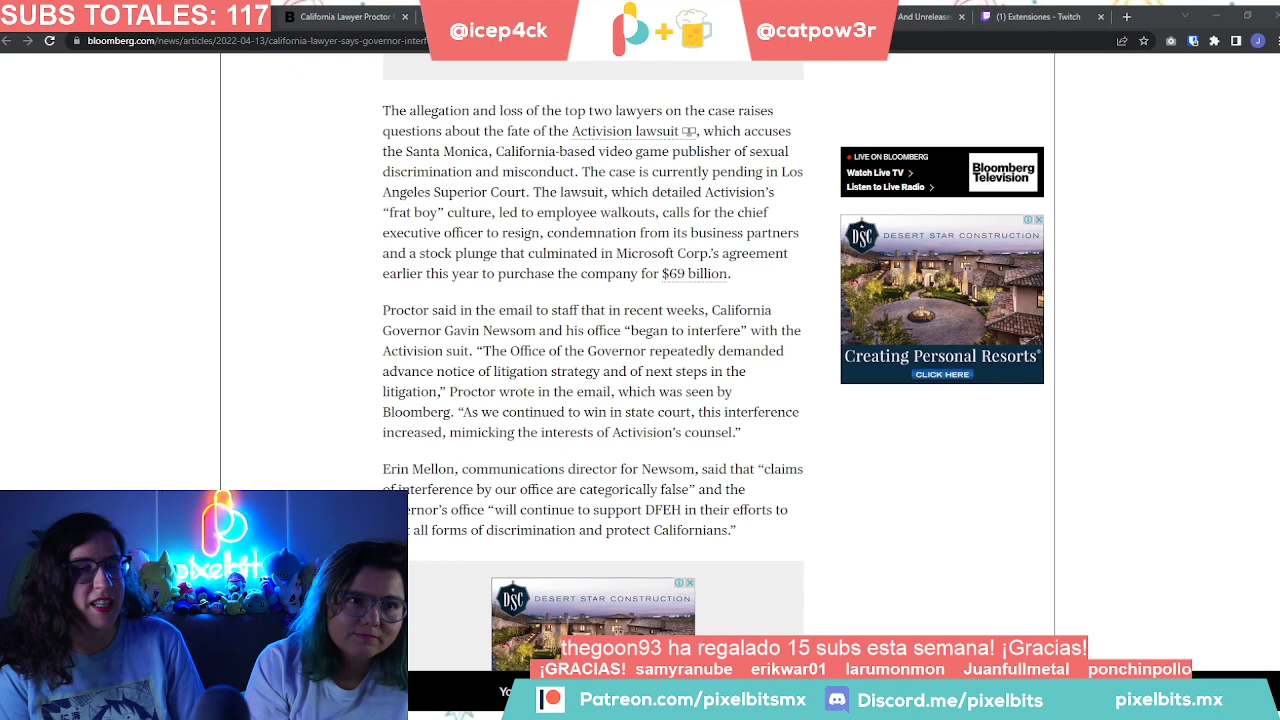 SUBS TOTALES: 117
California Lawyer Proctor
And Unrelease
(1) Extensiones - Twitch
@icep4ck
@catpow3r
bloomberg.com/news/articles/2022-04-13/california-lawyer-says-governor-interf
The allegation and loss of the top two lawyers on the case raises
questions about the fate of the Activision lawsuit, which accuses
the Santa Monica, California-based video game publisher of sexual
discrimination and misconduct. The case is currently pending in Los
Angeles Superior Court. The lawsuit, which detailed Activision's
“frat boy” culture, led to employee walkouts, calls for the chief
executive officer to resign, condemnation from its business partners
and a stock plunge that culminated in Microsoft Corp.'s agreement
earlier this year to purchase the company for $69 billion.
Proctor said in the email to staff that in recent weeks, California
Governor Gavin Newsom and his office “began to interfere” with the
Activision suit. “The Office of the Governor repeatedly demanded
advance notice of litigation strategy and of next steps in the
litigation,” Proctor wrote in the email, which was seen by
Bloomberg. “As we continued to win in state court, this interference
increased, mimicking the interests of Activision's counsel.”
Erin Mellon, communications director for Newsom, said that “claims
of interference by our office are categorically false” and the
ernor's office “will continue to support DFEH in their efforts to
t all forms of discrimination and protect Californians.”
LIVE ON BLOOMBERG
Watch Live TV
Listen to Live Radio
Bloomberg
Television
DSC
DESERT STAR CONSTRUCTION
Creating Personal Resorts®
CLICK HERE
DSC
DESERT STAR CONSTRUCTION
pixelbit
Yo
thegoon93 ha regalado 15 subs esta semana! ¡Gracias!
¡GRACIAS! samyranube erikwar01 larumonmon Juanfullmetal ponchinpollo
Patreon.com/pixelbitsmx
Discord.me/pixelbits
pixelbits.mx